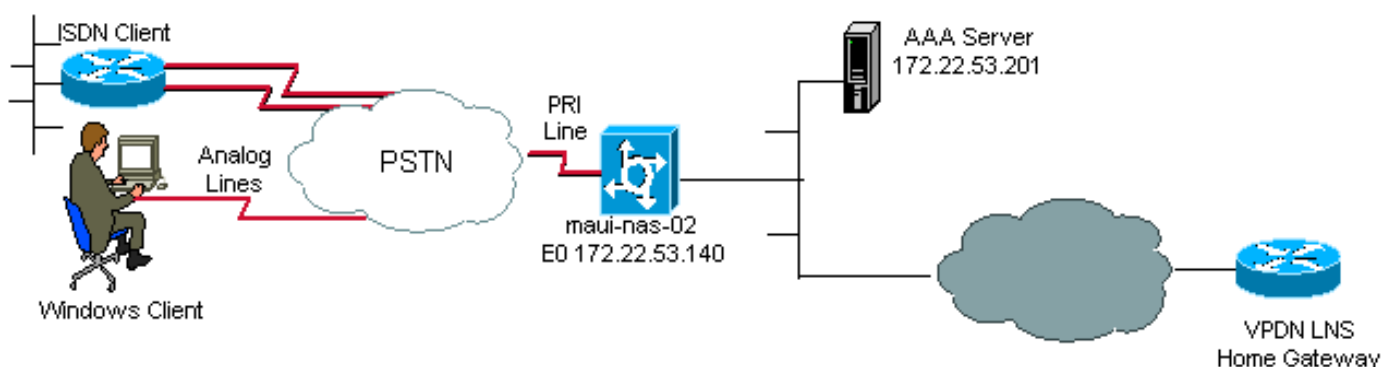 ISDN Client
Analog
Lines
Windows Client
PSTN
PRI
Line
maui-nas-02
E0 172.22.53.140
AAA Server
172.22.53.201
VPDN LNS
Home Gateway